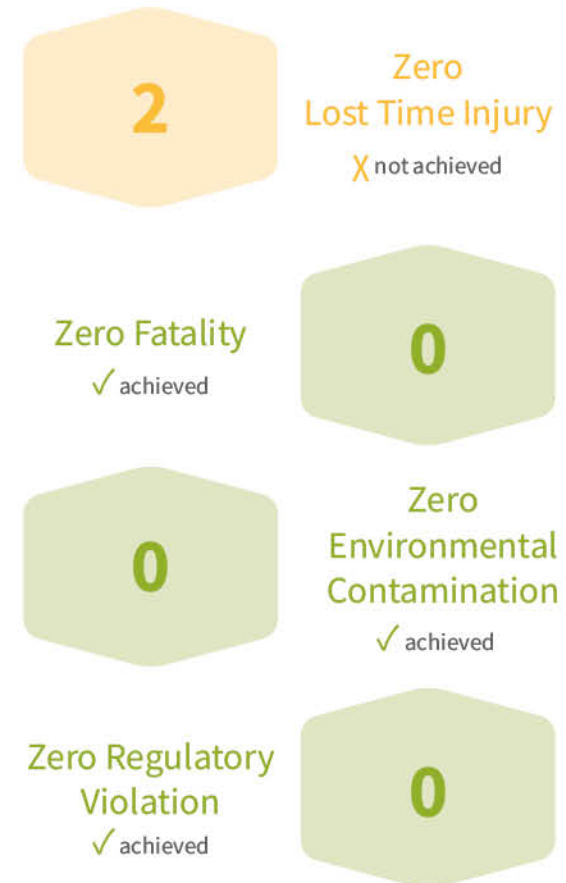 2
Zero
Lost Time Injury
X not achieved
Zero Fatality
✓ achieved
0
0
Zero
Environmental
Contamination
✓ achieved
Zero Regulatory
Violation
✓ achieved
0